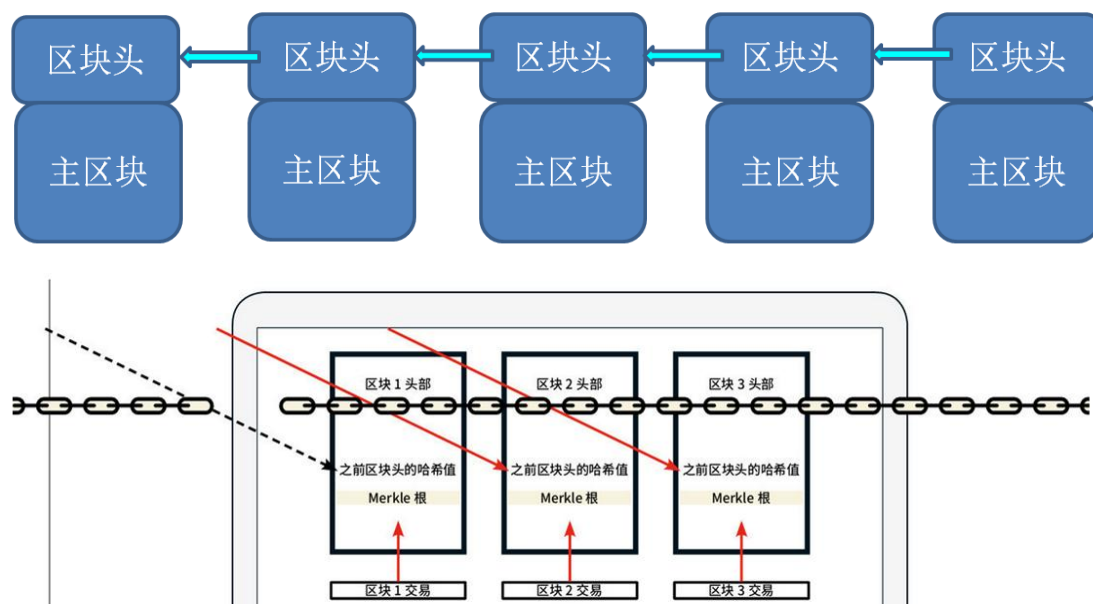 区块头 区块头 区块头 区块头 区块头
主区块 主区块 主区块 主区块 主区块
区块 1 头部 区块 2 头部 区块 3 头部
之前区块头的哈希值 之前区块头的哈希值 之前区块头的哈希值
Merkle 根 Merkle 根 Merkle 根
区块 1 交易 区块 2 交易 区块 3 交易